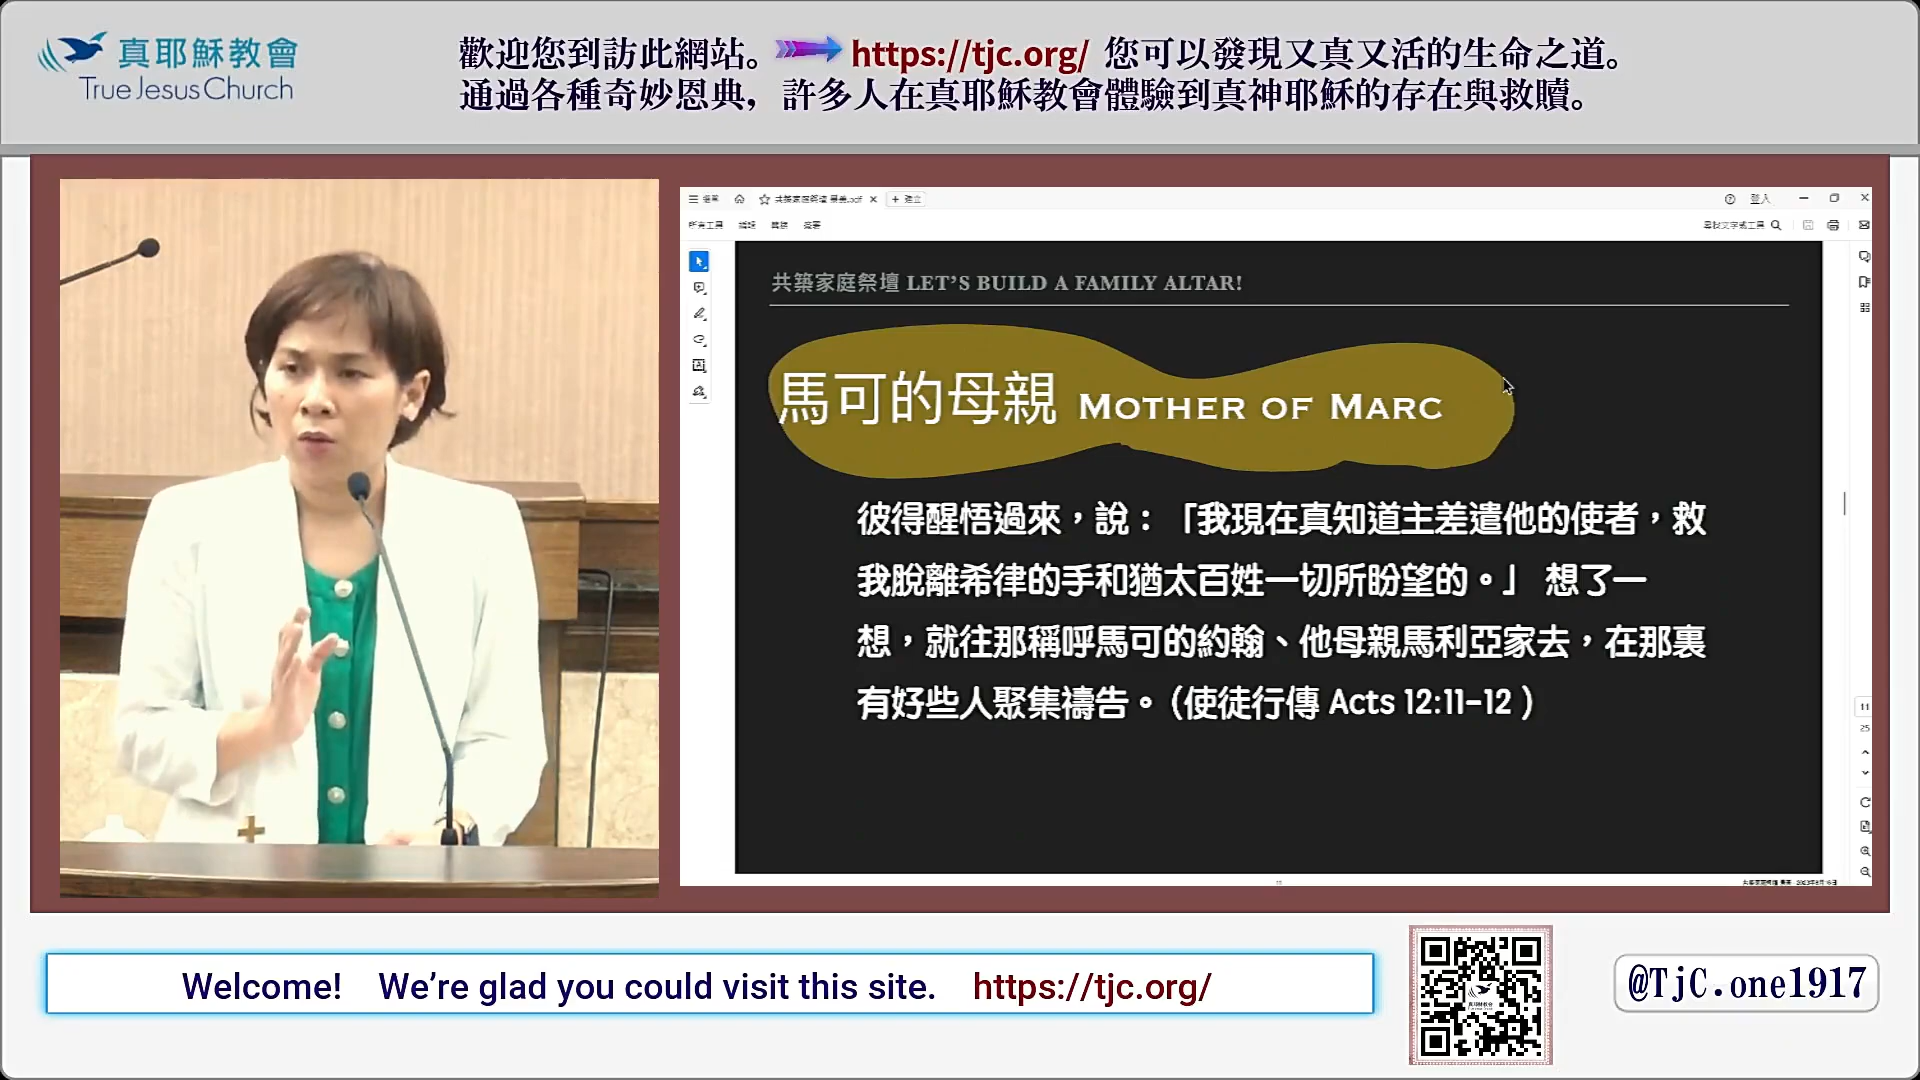 真耶穌教會
True Jesus Church
歡迎您到訪此網站。 https://tjc.org/ 您可以發現又真又活的生命之道。
通過各種奇妙恩典，許多人在真耶穌教會體驗到真神耶穌的存在與救贖。
共築家庭祭壇 LET'S BUILD A FAMILY ALTAR!
馬可的母親 MOTHER OF MARC
彼得醒悟過來，說：「我現在真知道主差遣他的使者，救
我脫離希律的手和猶太百姓一切所盼望的。」 想了一
想，就往那稱呼馬可的約翰、他母親馬利亞家去，在那裏
有好些人聚集禱告。（使徒行傳 Acts 12:11-12 ）
登入
11
25
Welcome! We're glad you could visit this site. https://tjc.org/
@TjC.one1917